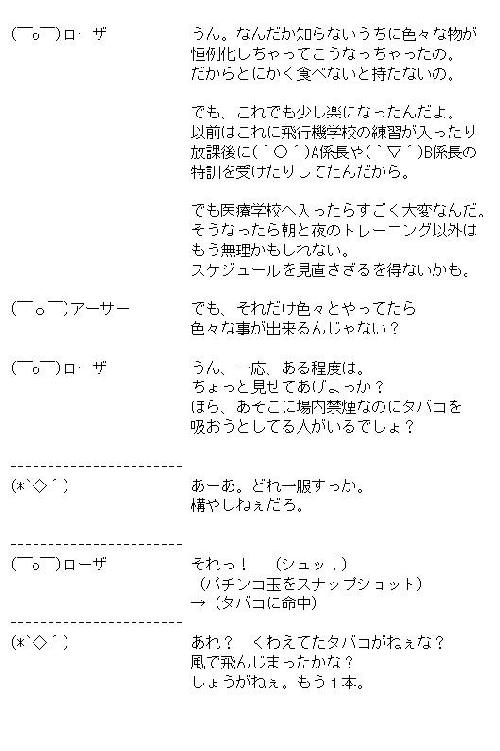 (￣o￣)ローザ　うん。なんだか知らないうちに色々な物が
恒例化しちゃってこうなっちゃったの。
だからとにかく食べないと持たないの。
でも、これでも少し楽になったんだよ。
以前はこれに飛行機学校の練習が入ったり
放課後に(｀○´)A係長や(｀▽´)B係長の
特訓を受けたりしてたんだから。
でも医療学校へ入ったらすごく大変なんだ。
そうなったら朝と夜のトレーニング以外は
もう無理かもしれない。
スケジュールを見直さざるを得ないかも。
(￣o￣)アーサー　でも、それだけ色々とやってたら
色々な事が出来るんじゃない？
(￣o￣)ローザ　うん、一応、ある程度は。
ちょっと見せてあげよっか？
ほら、あそこに場内禁煙なのにタバコを
吸おうとしてる人がいるでしょ？
-----------------------
(*｀◇´)　あーあ。どれ一服すっか。
構やしねぇだろ。
-----------------------
(￣o￣)ローザ　それっ！　（シュッ．）
（パチンコ玉をスナップショット）
→（タバコに命中）
-----------------------
(*｀◇´)　あれ？　くわえてたタバコがねぇな？
風で飛んじまったかな？
しょうがねぇ。もう１本。